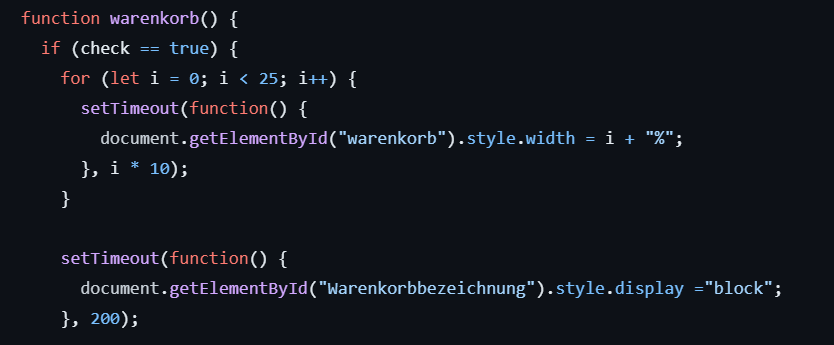 function warenkorb() {
  if (check == true) {
    for (let i = 0; i < 25; i++) {
      setTimeout(function() {
        document.getElementById("warenkorb").style.width = i + "%";
      }, i * 10);
    }

    setTimeout(function() {
      document.getElementById("Warenkorbbezeichnung").style.display ="block";
    }, 200);